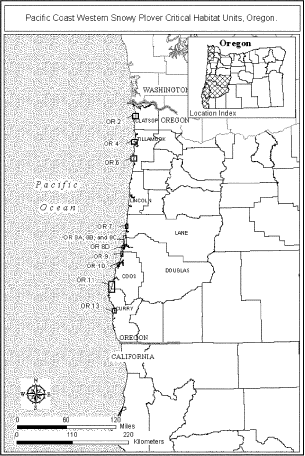 Pacific Coast Western Snowy Plover Critical Habitat Units, Oregon.
Oregon
Location Index
WASHINGTON
OREGON
OR 2
CLATSOP
OR 4
TILLAMOOK
OR 6
Pacific
Ocean
LINCOLN
OR 7
LANE
OR 8A, 8B, and 8C
OR 8D
OR 9
OR 10
DOUGLAS
COOS
OR 13
CURRY
OREGON
CALIFORNIA
N
W
E
S
0 60 120
Miles
0 110 220
Kilometers